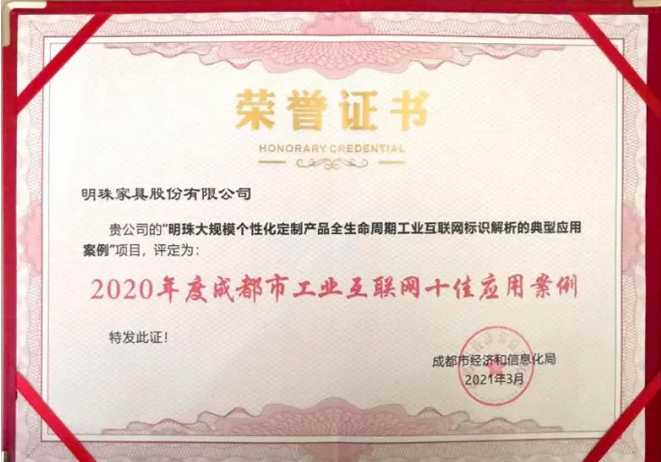 荣誉证书
HONORARY CREDENTIAL
明珠家具股份有限公司
贵公司的“明珠大规模个性化定制产品全生命周期工业互联网标识解析的典型应用
案例”项目，评定为：
2020年度成都市工业互联网十佳应用案例
特发此证！
成都市经济和信息化局
2021年3月